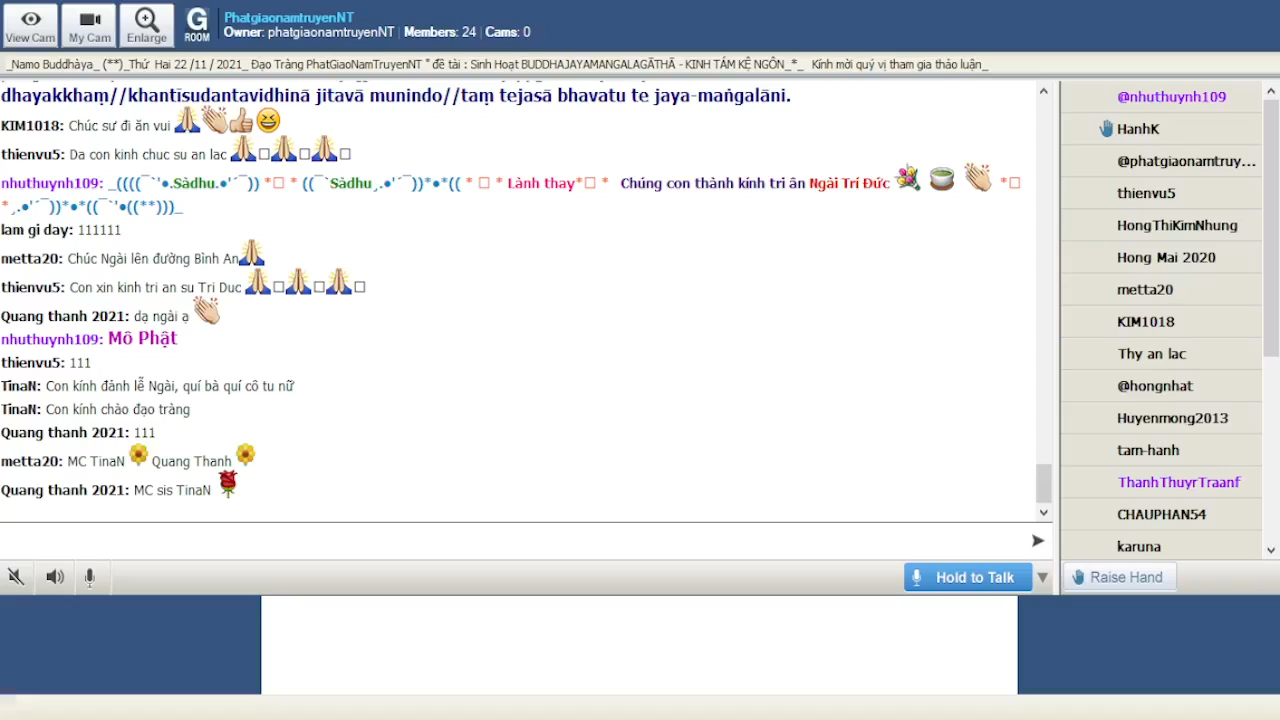 View Cam
My Cam
Enlarge
G ROOM
PhatgiaonamtruyenNT
Owner: phatgiaonamtruyenNT | Members: 24 | Cams: 0
_Namo Buddhàya_ (**)_Thứ Hai 22 /11 / 2021_ Đạo Tràng PhatGiaoNamTruyenNT " đề tài : Sinh Hoạt BUDDHAJAYAMANGALAGĀTHĀ - KINH TÁM KỆ NGÔN_*_ Kính mời quý vị tham gia thảo luận_
dhayakkhaṃ//khantīsudantavidhinā jitavā munindo//taṃ tejasā bhavatu te jaya-maṅgalāni.
KIM1018: Chúc sư đi ăn vui 🙏👏👍😆
thienvu5: Da con kinh chuc su an lac 🙏□🙏□🙏□
nhuthuynh109: _((((¯`'•.Sàdhu.•'´¯)) *□ * ((¯`Sàdhu¸.•'´¯))*•*(( * □ * Lành thay*□ * Chúng con thành kính tri ân Ngài Trí Đức 💐 🍵 👏 *□
*¸.•'´¯))*•*((¯`'•((**)))_
lam gi day: 111111
metta20: Chúc Ngài lên đường Bình An🙏
thienvu5: Con xin kinh tri an su Tri Duc 🙏□🙏□🙏□
Quang thanh 2021: dạ ngài ạ 👏
nhuthuynh109: Mô Phật
thienvu5: 111
TinaN: Con kính đảnh lễ Ngài, quí bà quí cô tu nữ
TinaN: Con kính chào đạo tràng
Quang thanh 2021: 111
metta20: MC TinaN 🌼 Quang Thanh 🌼
Quang thanh 2021: MC sis TinaN 🌹
Hold to Talk
@nhuthuynh109
HanhK
@phatgiaonamtruy...
thienvu5
HongThiKimNhung
Hong Mai 2020
metta20
KIM1018
Thy an lac
@hongnhat
Huyenmong2013
tam-hanh
ThanhThuyrTraanf
CHAUPHAN54
karuna
Raise Hand